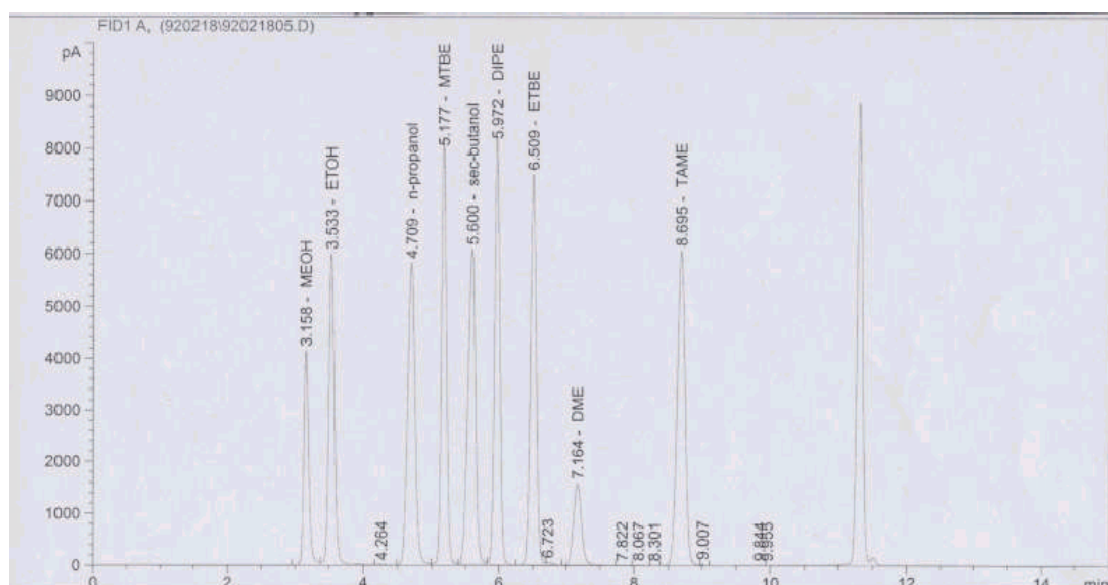 FID1 A, (920218\92021805.D)
pA
9000
8000
7000
6000
5000
4000
3000
2000
1000
0
3.158 - MEOH
3.533 - ETOH
4.264
4.709 - n-propanol
5.177 - MTBE
5.600 - sec-butanol
5.972 - DIPE
6.509 - ETBE
6.723
7.164 - DME
7.822
8.067
8.301
8.695 - TAME
9.007
9.844
0 2 4 6 8 10 12 14 min